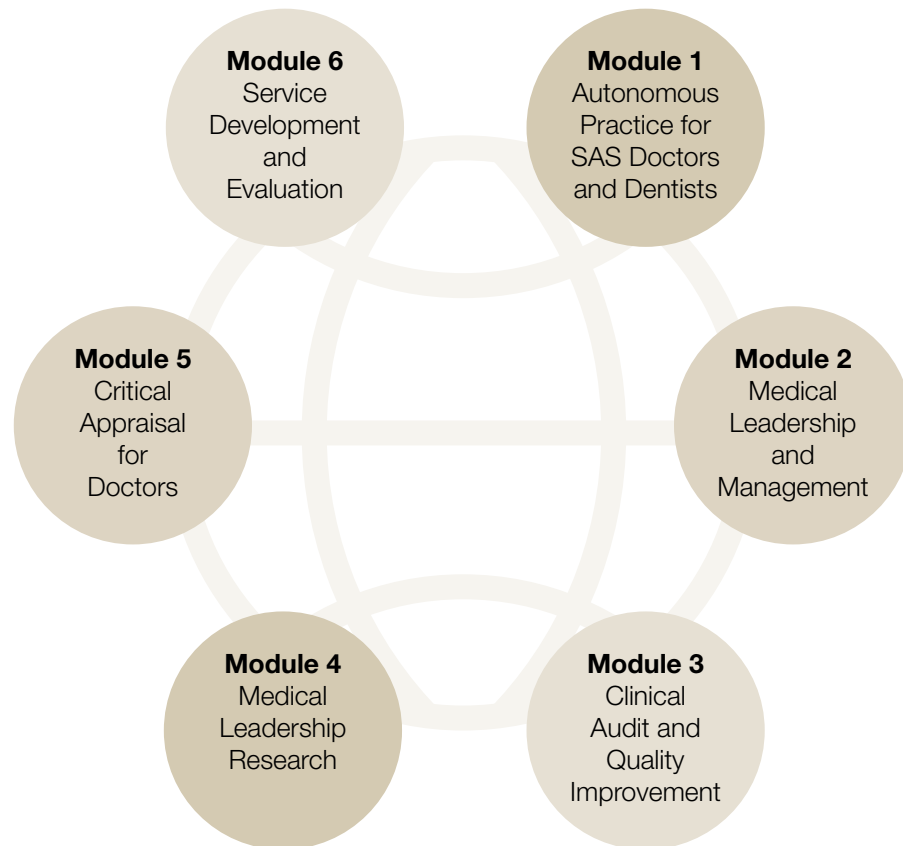 Module 6
Service
Development
and
Evaluation
Module 1
Autonomous
Practice for
SAS Doctors
and Dentists
Module 5
Critical
Appraisal
for
Doctors
Module 2
Medical
Leadership
and
Management
Module 4
Medical
Leadership
Research
Module 3
Clinical
Audit and
Quality
Improvement